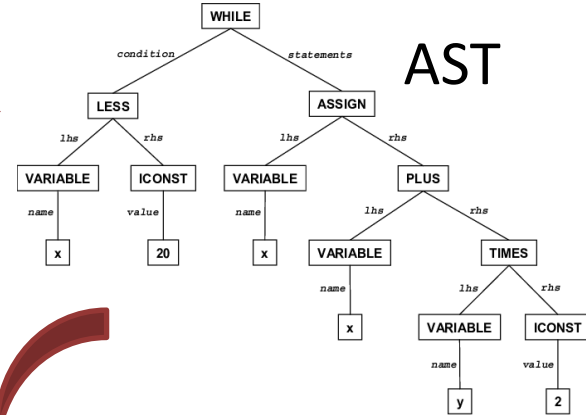 WHILE
AST
condition
statements
LESS
ASSIGN
lhs
rhs
lhs
rhs
VARIABLE
ICONST
VARIABLE
PLUS
name
value
name
lhs
rhs
x
20
x
VARIABLE
TIMES
name
lhs
rhs
x
VARIABLE
ICONST
name
value
y
2